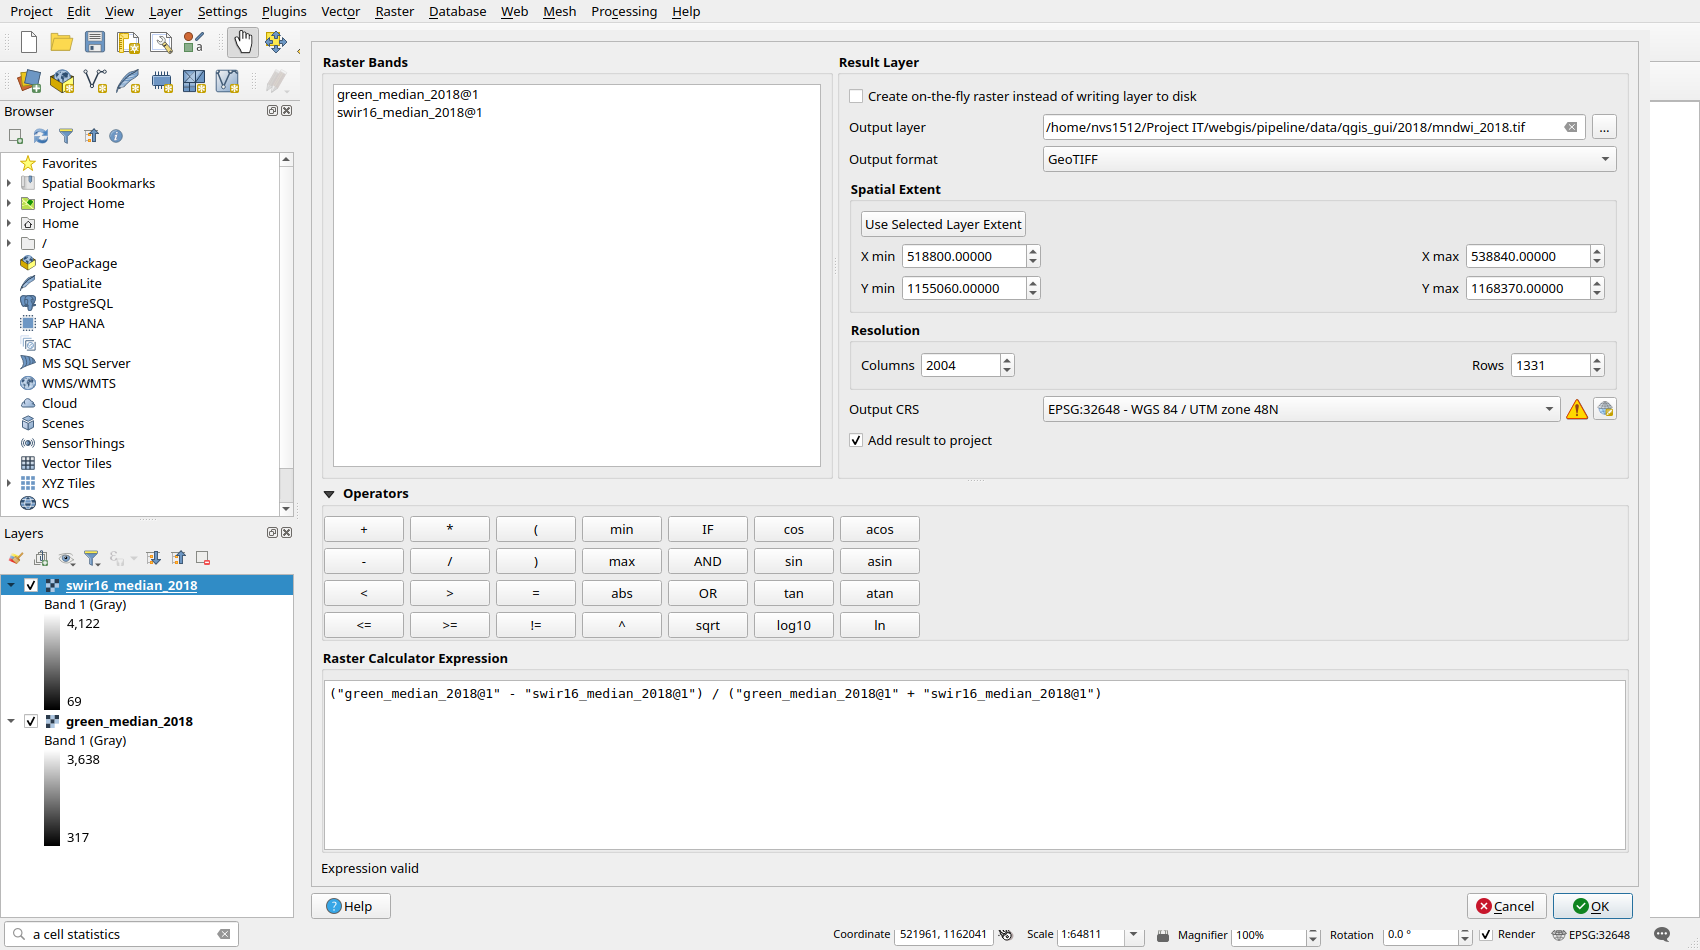 Project Edit View Layer Settings Plugins Vector Raster Database Web Mesh Processing Help
Browser
Favorites
Spatial Bookmarks
Project Home
Home
/
GeoPackage
SpatiaLite
PostgreSQL
SAP HANA
STAC
MS SQL Server
WMS/WMTS
Cloud
Scenes
SensorThings
Vector Tiles
XYZ Tiles
WCS
Layers
swir16_median_2018
Band 1 (Gray)
4,122
69
green_median_2018
Band 1 (Gray)
3,638
317
a cell statistics
Raster Bands
green_median_2018@1
swir16_median_2018@1
Result Layer
Create on-the-fly raster instead of writing layer to disk
Output layer /home/nvs1512/Project IT/webgis/pipeline/data/qgis_gui/2018/mndwi_2018.tif ...
Output format GeoTIFF
Spatial Extent
Use Selected Layer Extent
X min 518800.00000 X max 538840.00000
Y min 1155060.00000 Y max 1168370.00000
Resolution
Columns 2004 Rows 1331
Output CRS EPSG:32648 - WGS 84 / UTM zone 48N
Add result to project
Operators
+ * ( min IF cos acos
- / ) max AND sin asin
< > = abs OR tan atan
<= >= != ^ sqrt log10 ln
Raster Calculator Expression
("green_median_2018@1" - "swir16_median_2018@1") / ("green_median_2018@1" + "swir16_median_2018@1")
Expression valid
Help Cancel OK
Coordinate 521961, 1162041 Scale 1:64811 Magnifier 100% Rotation 0.0 ° Render EPSG:32648